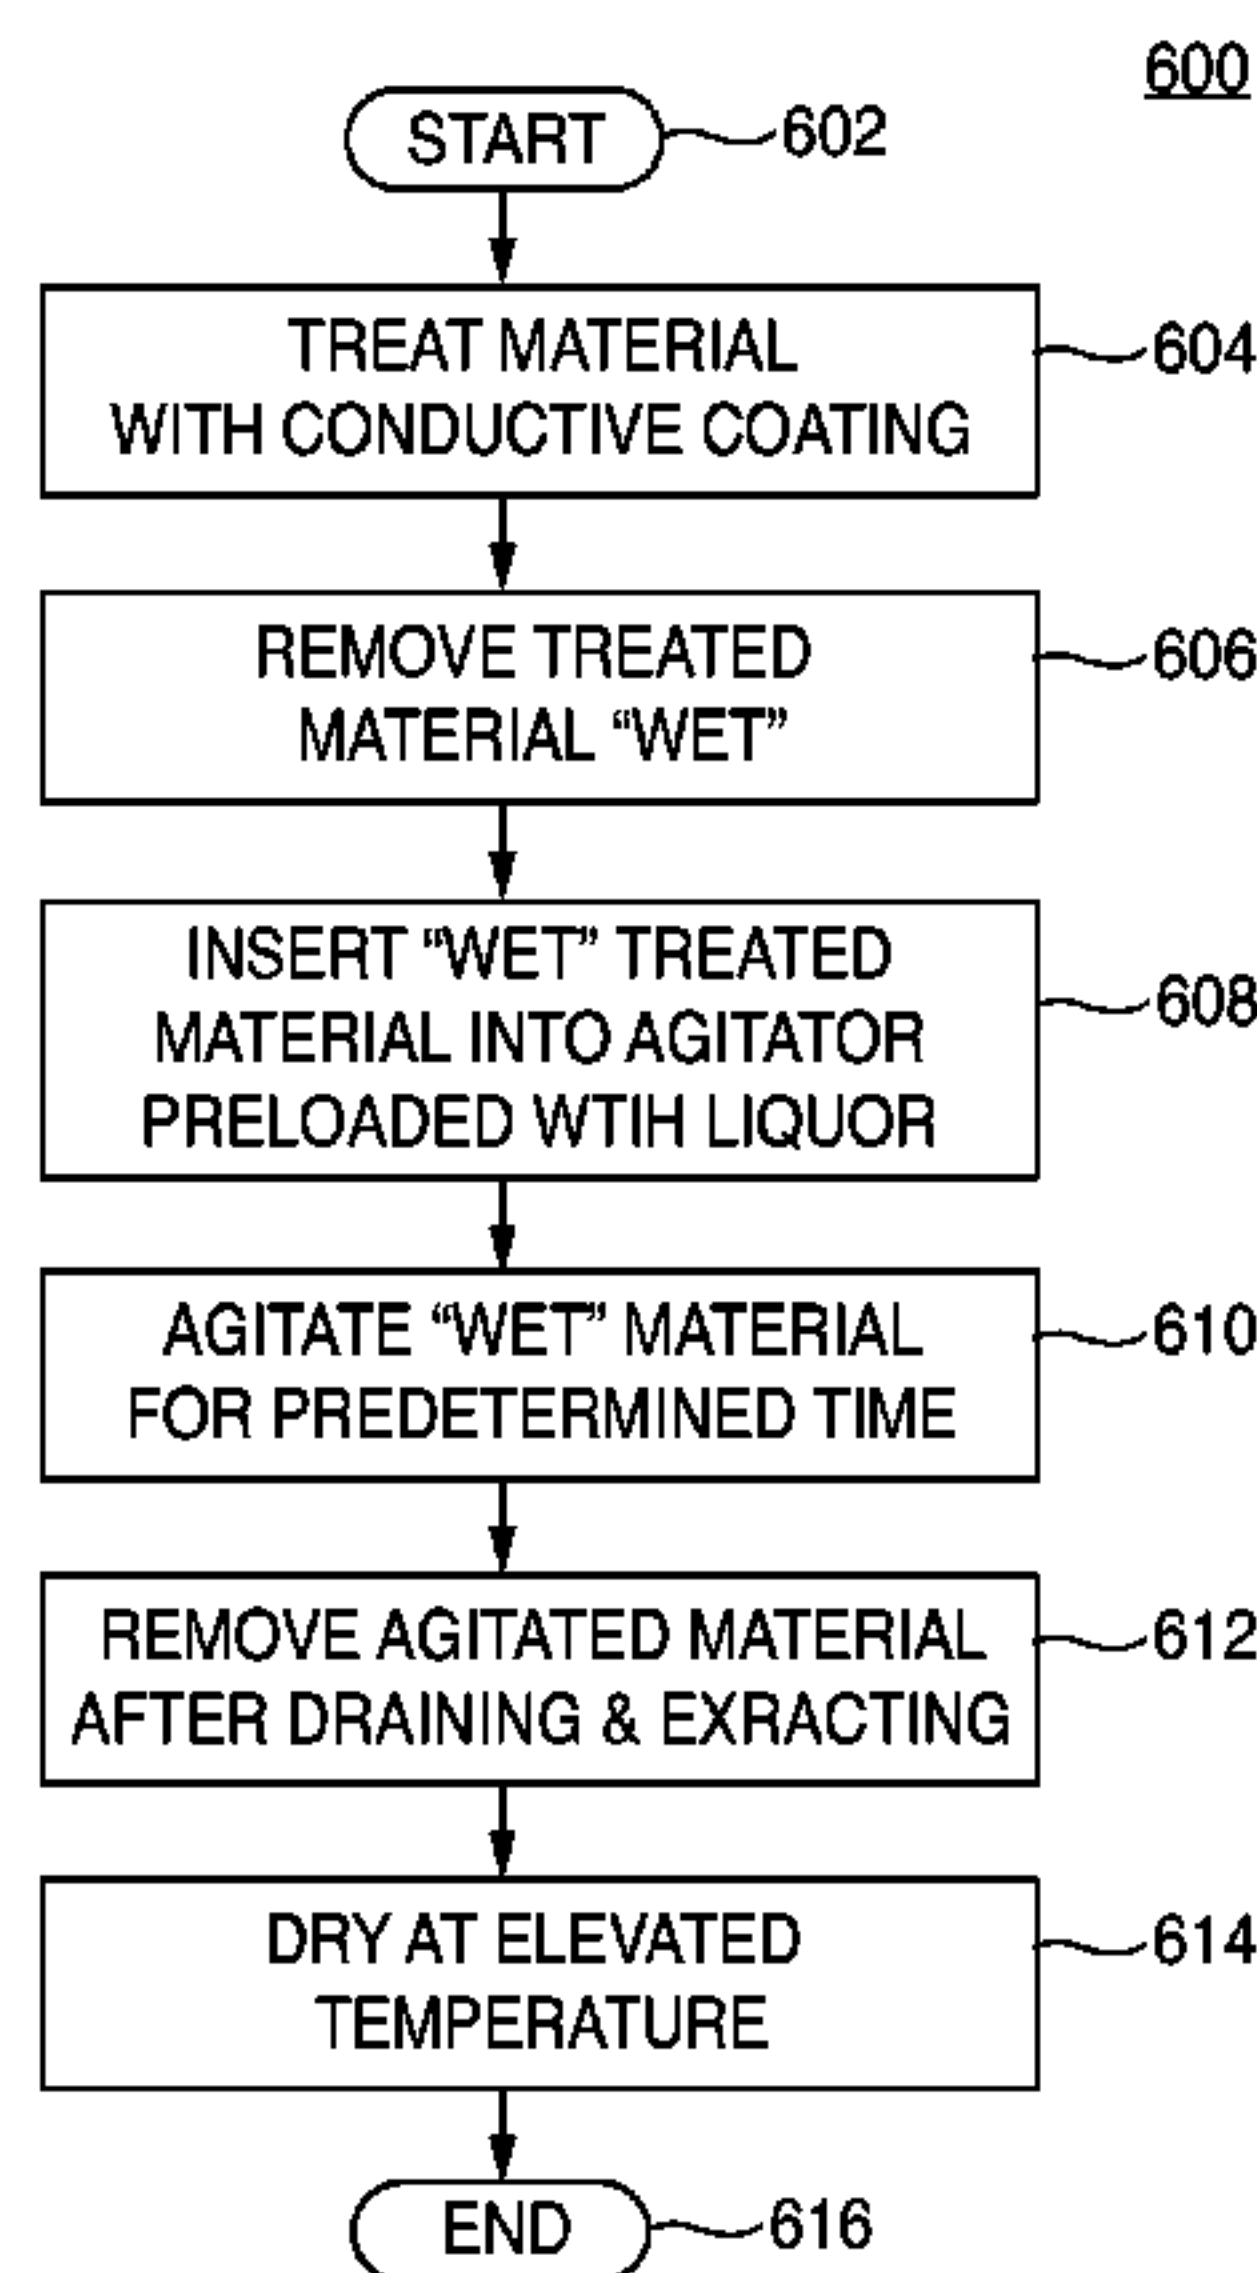 600
START 602
TREAT MATERIAL
WITH CONDUCTIVE COATING
604
REMOVE TREATED
MATERIAL “WET”
606
INSERT “WET” TREATED
MATERIAL INTO AGITATOR
PRELOADED WTIH LIQUOR
608
AGITATE “WET” MATERIAL
FOR PREDETERMINED TIME
610
REMOVE AGITATED MATERIAL
AFTER DRAINING & EXRACTING
612
DRY AT ELEVATED
TEMPERATURE
614
END 616